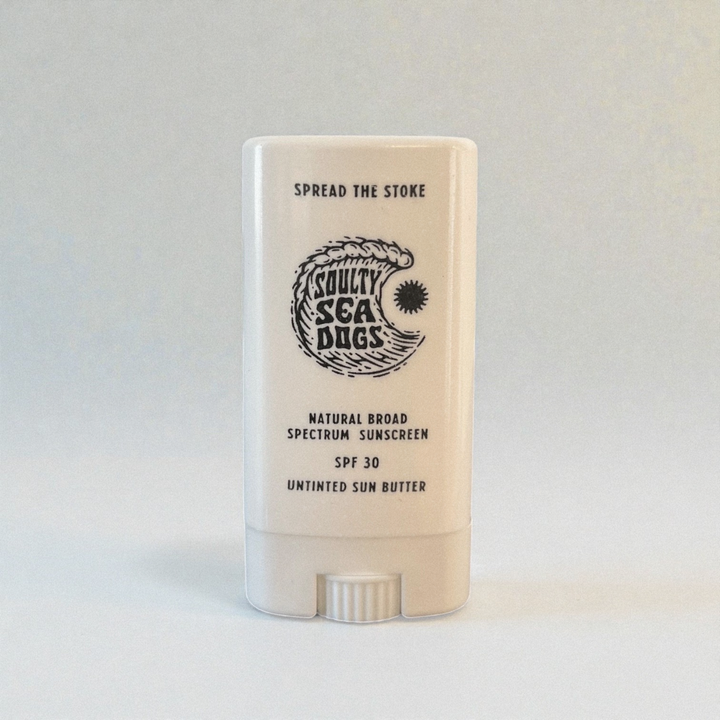 SPREAD THE STOKE
SOULTY
SEA
DOGS
NATURAL BROAD
SPECTRUM SUNSCREEN
SPF 30
UNTINTED SUN BUTTER